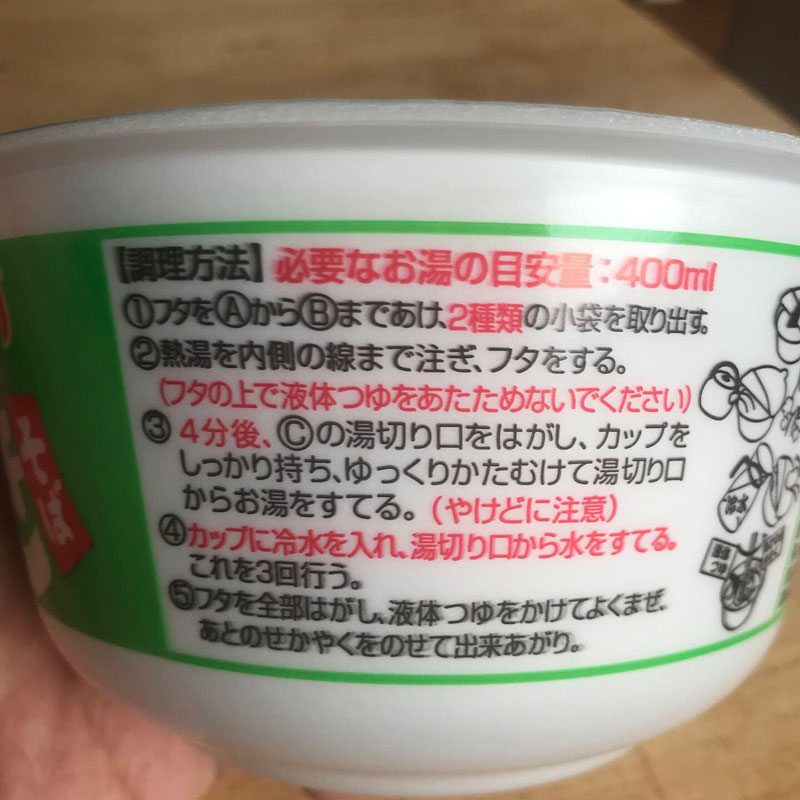 【調理方法】必要なお湯の目安量:400ml
①フタをⒶからⒷまであけ、2種類の小袋を取り出す。
②熱湯を内側の線まで注ぎ、フタをする。
(フタの上で液体つゆをあたためないでください)
③4分後、Ⓒの湯切り口をはがし、カップを
しっかり持ち、ゆっくりかたむけて湯切り口
からお湯をすてる。(やけどに注意)
④カップに冷水を入れ、湯切り口から水をすてる。
これを3回行う。
⑤フタを全部はがし、液体つゆをかけてよくまぜ、
あとのせかやくをのせて出来あがり。
そば
冷水